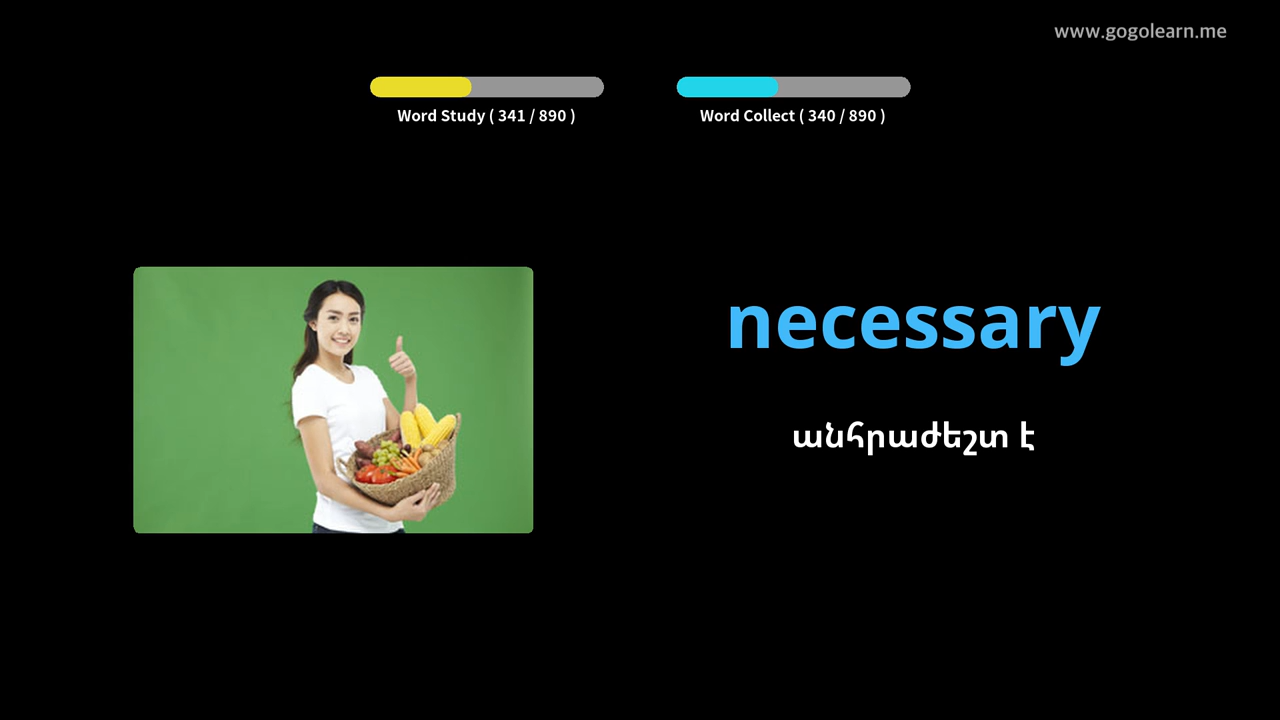 www.gogolearn.me
Word Study ( 341 / 890 )
Word Collect ( 340 / 890 )
necessary
անհրաժեշտ է